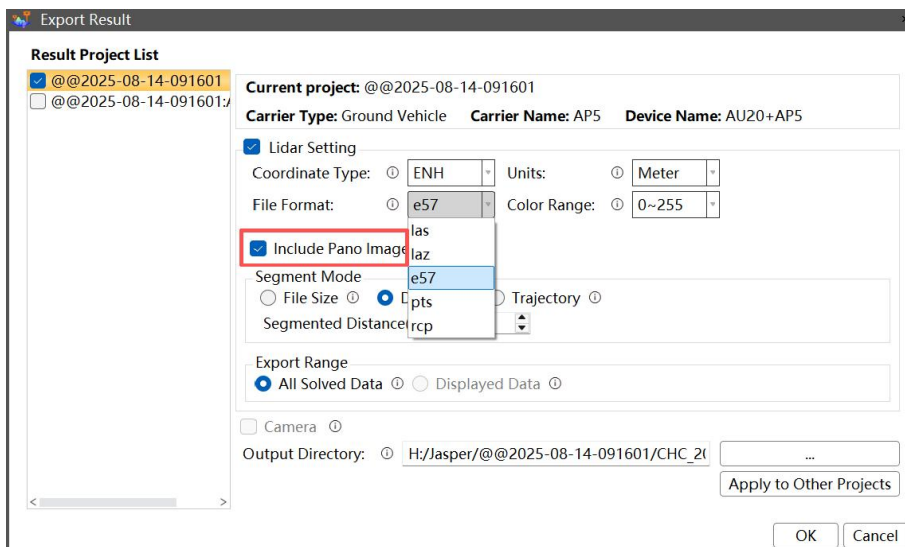 Export Result
Result Project List
@@2025-08-14-091601
@@2025-08-14-091601:
Current project: @@2025-08-14-091601
Carrier Type: Ground Vehicle Carrier Name: AP5 Device Name: AU20+AP5
Lidar Setting
Coordinate Type: ENH Units: Meter
File Format: e57 Color Range: 0~255
las
Include Pano Image
laz
Segment Mode
e57
File Size Trajectory
pts
Segmented Distance
rcp
Export Range
All Solved Data Displayed Data
Camera
Output Directory: H:/Jasper/@@2025-08-14-091601/CHC_20
...
Apply to Other Projects
OK Cancel